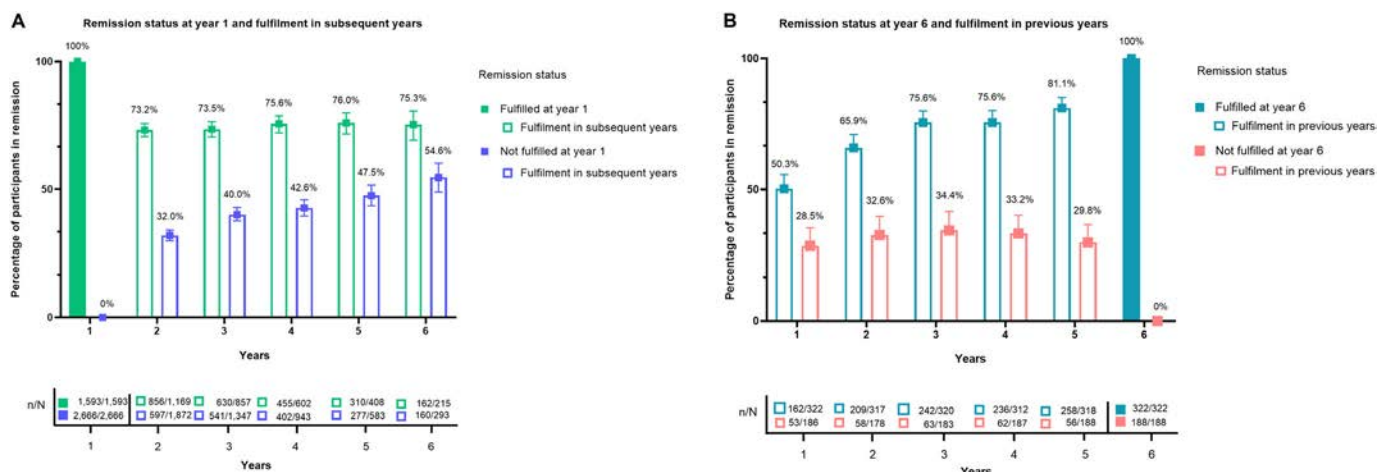 A
Remission status at year 1 and fulfilment in subsequent years
Percentage of participants in remission
100
50
0
100%
0%
73.2%
32.0%
73.5%
40.0%
75.6%
42.6%
76.0%
47.5%
75.3%
54.6%
1 2 3 4 5 6
Years
Remission status
Fulfilled at year 1
Fulfilment in subsequent years
Not fulfilled at year 1
Fulfilment in subsequent years
n/N
1,593/1,593 856/1,169 630/857 455/602 310/408 162/215
2,666/2,666 597/1,872 541/1,347 402/943 277/583 160/293
1 2 3 4 5 6
Years
B
Remission status at year 6 and fulfilment in previous years
Percentage of participants in remission
100
50
0
50.3%
28.5%
65.9%
32.6%
75.6%
34.4%
75.6%
33.2%
81.1%
29.8%
100%
0%
1 2 3 4 5 6
Years
Remission status
Fulfilled at year 6
Fulfilment in previous years
Not fulfilled at year 6
Fulfilment in previous years
n/N
162/322 209/317 242/320 236/312 258/318 322/322
53/186 58/178 63/183 62/187 56/188 188/188
1 2 3 4 5 6
Years